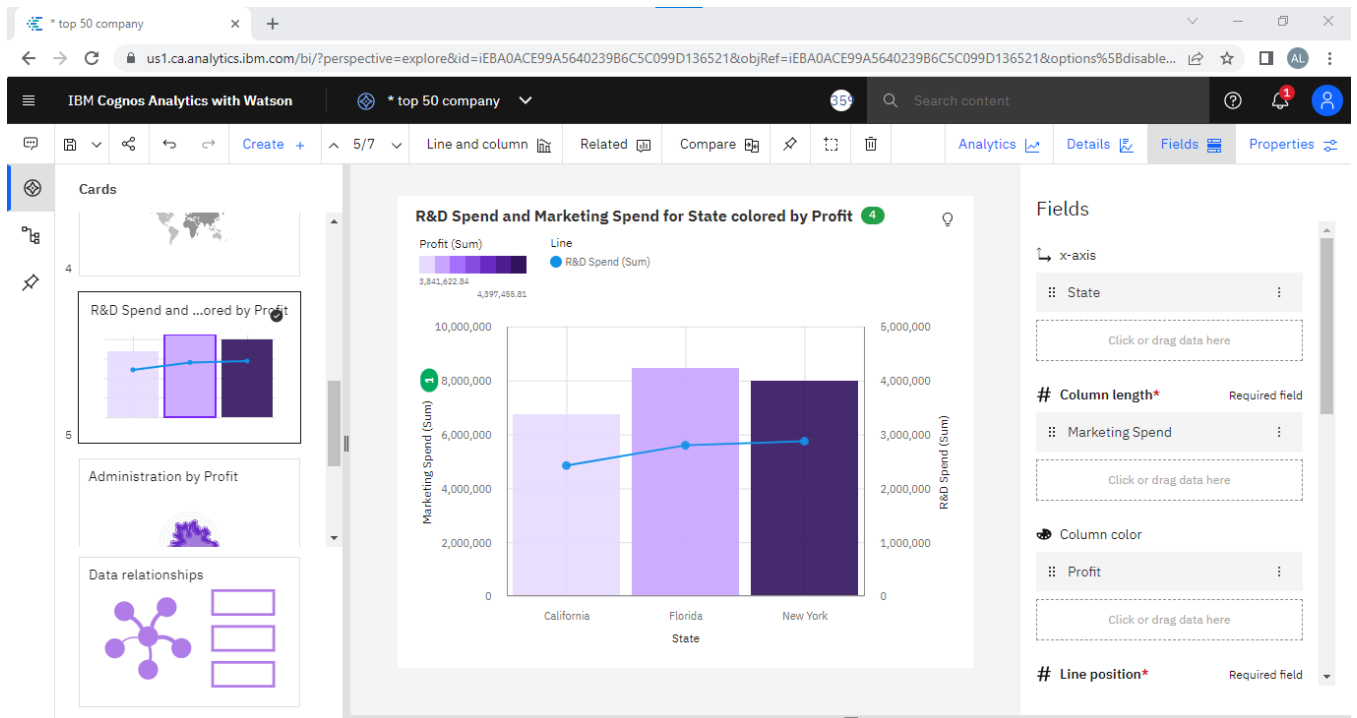 * top 50 company
us1.ca.analytics.ibm.com/bi/?perspective=explore&id=iEBA0ACE99A5640239B6C5C099D136521&objRef=iEBA0ACE99A5640239B6C5C099D136521&options%5Bdisable...
AL
IBM Cognos Analytics with Watson
* top 50 company
359
Search content
1
Create +
5/7
Line and column
Related
Compare
Analytics
Details
Fields
Properties
Cards
4
R&D Spend and ...ored by Profit
5
Administration by Profit
Data relationships
R&D Spend and Marketing Spend for State colored by Profit 4
Profit (Sum)
Line
R&D Spend (Sum)
3,841,622.84
4,397,455.81
10,000,000
8,000,000
6,000,000
4,000,000
2,000,000
0
Marketing Spend (Sum)
1
5,000,000
4,000,000
3,000,000
2,000,000
1,000,000
0
R&D Spend (Sum)
California
Florida
New York
State
Fields
x-axis
State
Click or drag data here
# Column length* Required field
Marketing Spend
Click or drag data here
Column color
Profit
Click or drag data here
# Line position* Required field